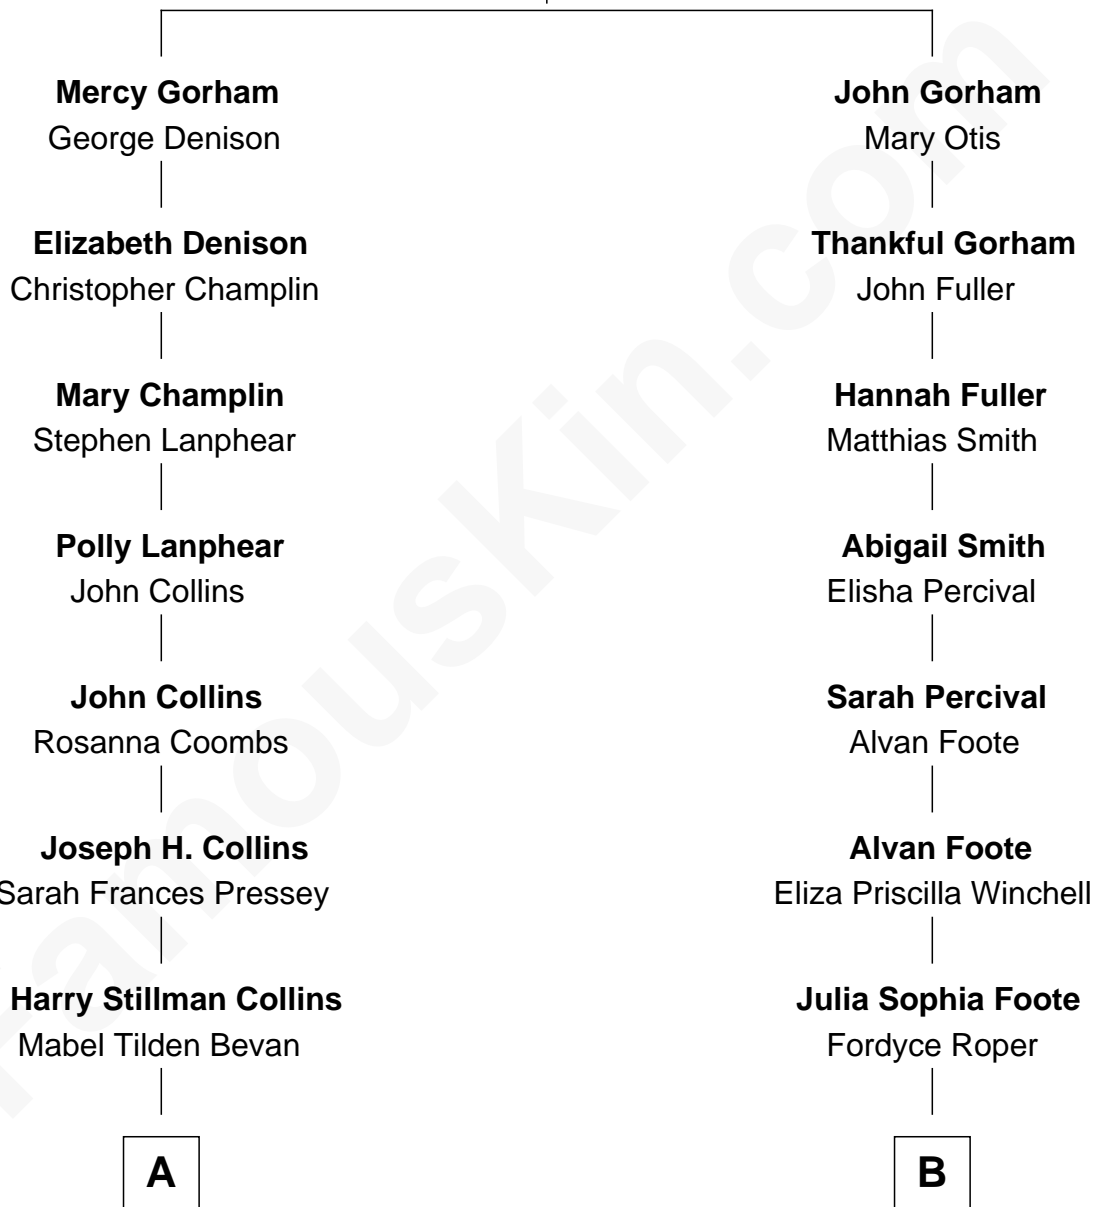 Mercy Gorham
George Denison
John Gorham
Mary Otis
Elizabeth Denison
Christopher Champlin
Thankful Gorham
John Fuller
Mary Champlin
Stephen Lanphear
Hannah Fuller
Matthias Smith
Polly Lanphear
John Collins
Abigail Smith
Elisha Percival
John Collins
Rosanna Coombs
Sarah Percival
Alvan Foote
Joseph H. Collins
Sarah Frances Pressey
Alvan Foote
Eliza Priscilla Winchell
Harry Stillman Collins
Mabel Tilden Bevan
Julia Sophia Foote
Fordyce Roper
A
B
FamousKin.com